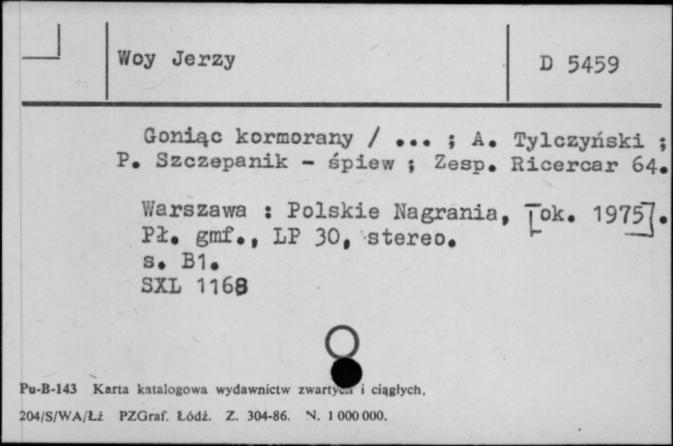 Woy Jerzy
D 5459
Goniąc kormorany / ... ; A. Tylczyński ;
P. Szczepanik - śpiew ; Zesp. Ricercar 64.
Warszawa : Polskie Nagrania, [ok. 1975].
Pł. gmf., LP 30, stereo.
s. B1.
SXL 1168
Pu-B-143 Karta katalogowa wydawnictw zwartych i ciągłych.
204/S/WA/Łż PZGraf. Łódź. Z. 304-86. N. 1 000 000.